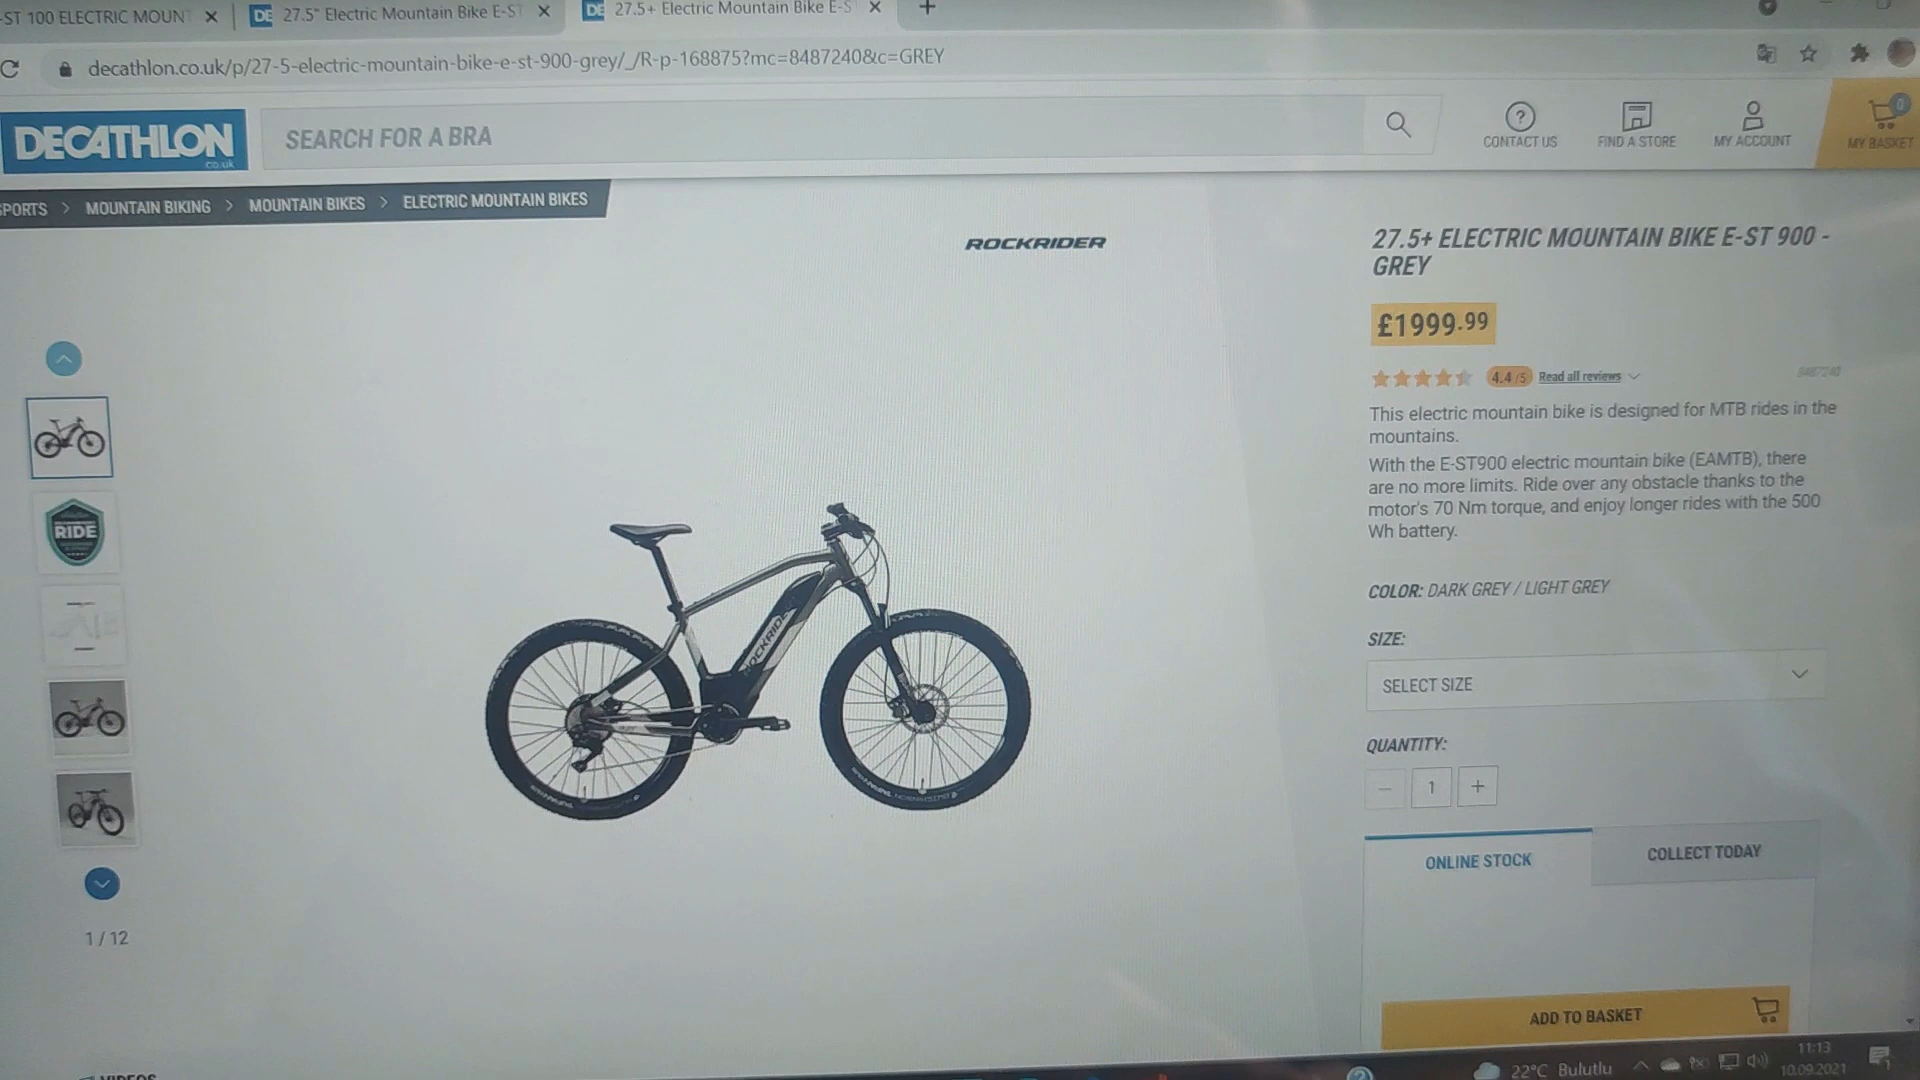 -ST 100 ELECTRIC MOUNT
27.5" Electric Mountain Bike E-ST
27.5+ Electric Mountain Bike E-S
decathlon.co.uk/p/27-5-electric-mountain-bike-e-st-900-grey/_/R-p-168875?mc=8487240&c=GREY
DECATHLON
co.uk
SEARCH FOR A BRA
CONTACT US
FIND A STORE
MY ACCOUNT
0
MY BASKET
SPORTS > MOUNTAIN BIKING > MOUNTAIN BIKES > ELECTRIC MOUNTAIN BIKES
ROCKRIDER
27.5+ ELECTRIC MOUNTAIN BIKE E-ST 900 -
GREY
£1999.99
4.4/5 Read all reviews
8487240
This electric mountain bike is designed for MTB rides in the
mountains.
With the E-ST900 electric mountain bike (EAMTB), there
are no more limits. Ride over any obstacle thanks to the
motor's 70 Nm torque, and enjoy longer rides with the 500
Wh battery.
COLOR: DARK GREY / LIGHT GREY
SIZE:
SELECT SIZE
QUANTITY:
− 1 +
ONLINE STOCK
COLLECT TODAY
ADD TO BASKET
RIDE
ROCKRIDER
1 / 12
VIDEOS
22°C Bulutlu
11:13
10.09.2021